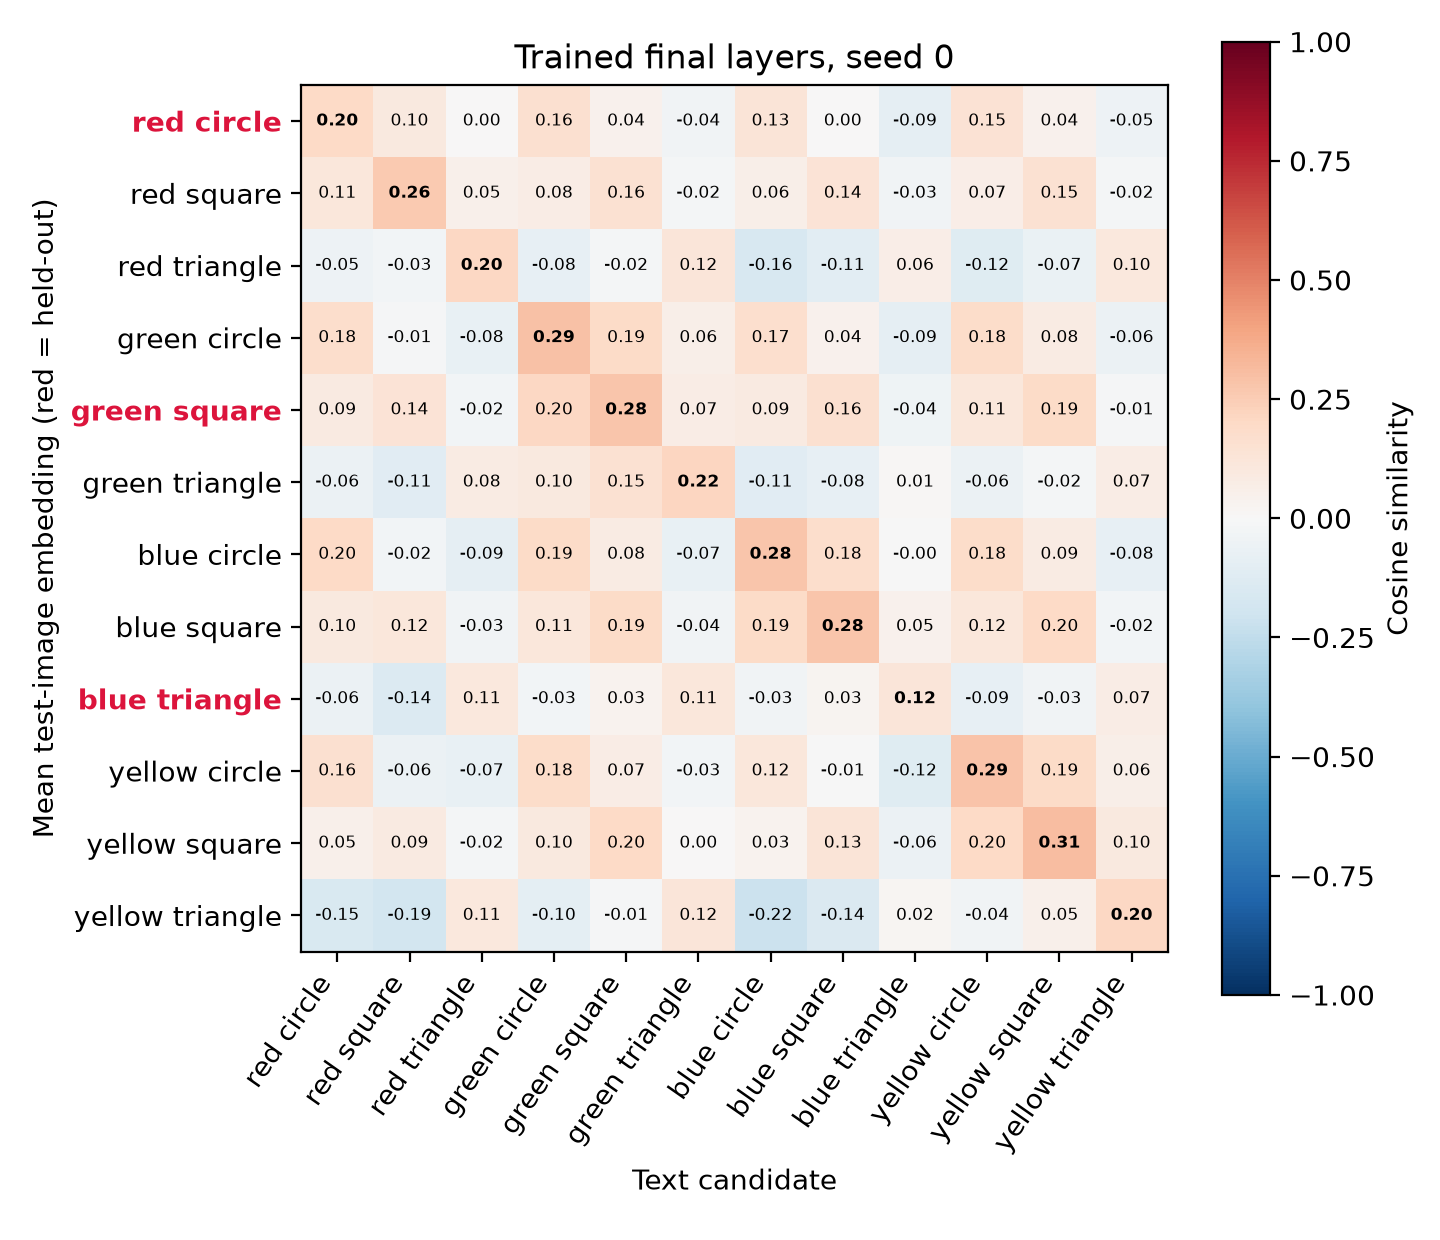 Trained final layers, seed 0
Mean test-image embedding (red = held-out)
red circle 0.20 0.10 0.00 0.16 0.04 -0.04 0.13 0.00 -0.09 0.15 0.04 -0.05
red square 0.11 0.26 0.05 0.08 0.16 -0.02 0.06 0.14 -0.03 0.07 0.15 -0.02
red triangle -0.05 -0.03 0.20 -0.08 -0.02 0.12 -0.16 -0.11 0.06 -0.12 -0.07 0.10
green circle 0.18 -0.01 -0.08 0.29 0.19 0.06 0.17 0.04 -0.09 0.18 0.08 -0.06
green square 0.09 0.14 -0.02 0.20 0.28 0.07 0.09 0.16 -0.04 0.11 0.19 -0.01
green triangle -0.06 -0.11 0.08 0.10 0.15 0.22 -0.11 -0.08 0.01 -0.06 -0.02 0.07
blue circle 0.20 -0.02 -0.09 0.19 0.08 -0.07 0.28 0.18 -0.00 0.18 0.09 -0.08
blue square 0.10 0.12 -0.03 0.11 0.19 -0.04 0.19 0.28 0.05 0.12 0.20 -0.02
blue triangle -0.06 -0.14 0.11 -0.03 0.03 0.11 -0.03 0.03 0.12 -0.09 -0.03 0.07
yellow circle 0.16 -0.06 -0.07 0.18 0.07 -0.03 0.12 -0.01 -0.12 0.29 0.19 0.06
yellow square 0.05 0.09 -0.02 0.10 0.20 0.00 0.03 0.13 -0.06 0.20 0.31 0.10
yellow triangle -0.15 -0.19 0.11 -0.10 -0.01 0.12 -0.22 -0.14 0.02 -0.04 0.05 0.20
red circle
red square
red triangle
green circle
green square
green triangle
blue circle
blue square
blue triangle
yellow circle
yellow square
yellow triangle
Text candidate
1.00
0.75
0.50
0.25
0.00
−0.25
−0.50
−0.75
−1.00
Cosine similarity